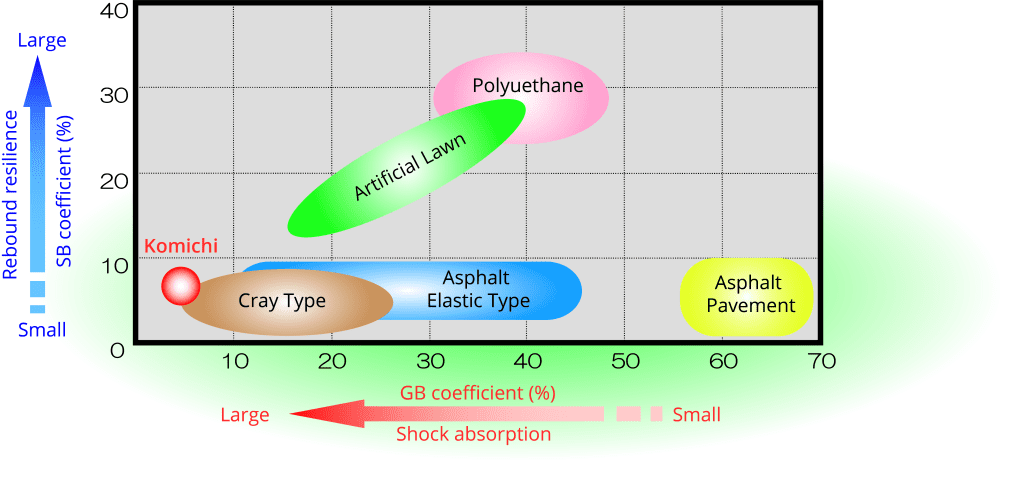 Large
Rebound resilience
SB coefficient (%)
Small
40
30
20
10
0
Polyuethane
Artificial Lawn
Komichi
Cray Type
Asphalt
Elastic Type
Asphalt
Pavement
10 20 30 40 50 60 70
GB coefficient (%)
Large
Small
Shock absorption